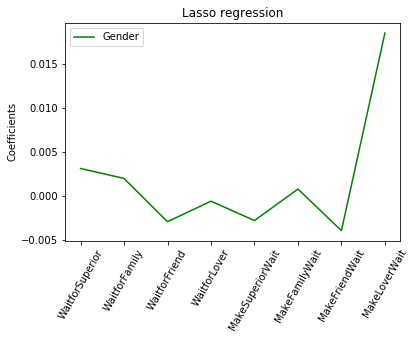 Lasso regression
Gender
Coefficients
0.015
0.010
0.005
0.000
−0.005
WaitforSuperior
WaitforFamily
WaitforFriend
WaitforLover
MakeSuperiorWait
MakeFamilyWait
MakeFriendWait
MakeLoverWait